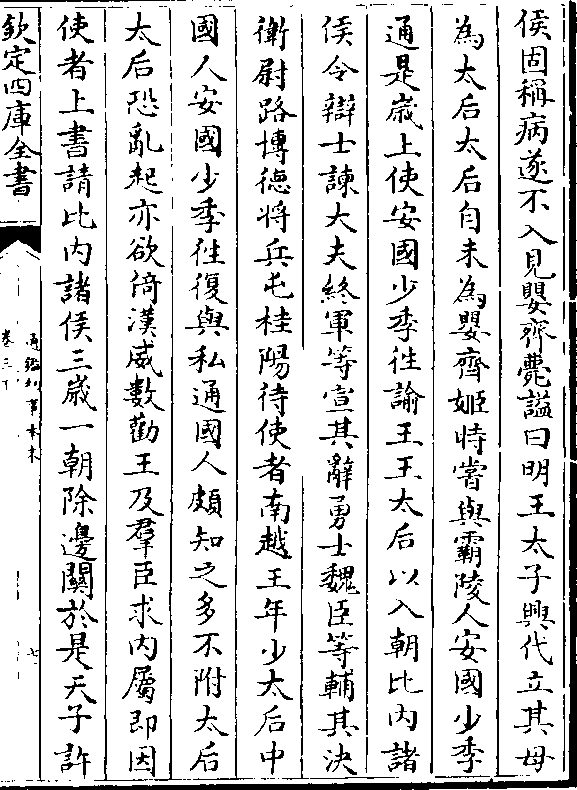 侯固稱病遂不入見嬰齊薨諡曰明王太子興代立其母
為太后太后自未為嬰齊姬時嘗與霸陵人安國少季
通是歲上使安國少季徃諭王王太后以入朝比內諸
侯令辯士諫大夫終軍等宣其辭勇士魏臣等輔其決
衛尉路博德將兵屯桂陽待使者南越王年少太后中
國人安國少季徃復與私通國人頗知之多不附太后
太后恐亂起亦欲倚漢威數勸王及羣臣求內屬即因
使者上書請比內諸侯三歲一朝除邊關於是天子許
欽定四庫全書
通鑑紀事本末
卷三下
七